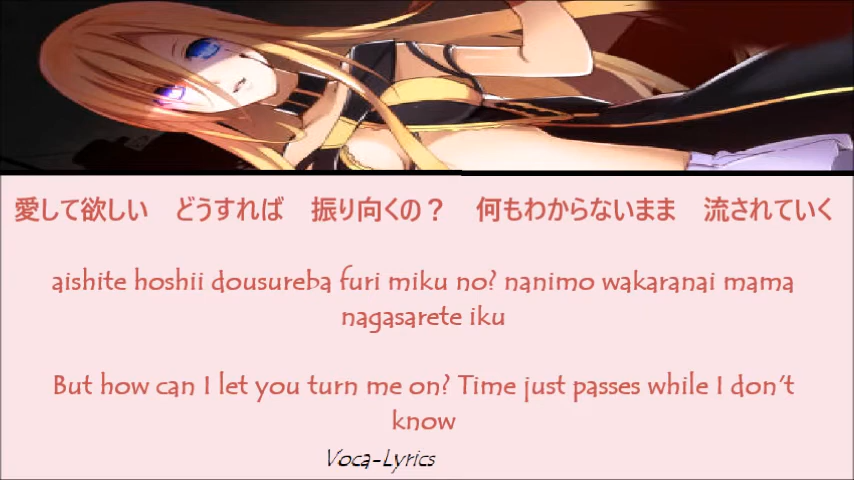 愛して欲しい　どうすれば　振り向くの？　何もわからないまま　流されていく
aishite hoshii dousureba furi miku no? nanimo wakaranai mama
nagasarete iku
But how can I let you turn me on? Time just passes while I don't
know
Voca-Lyrics